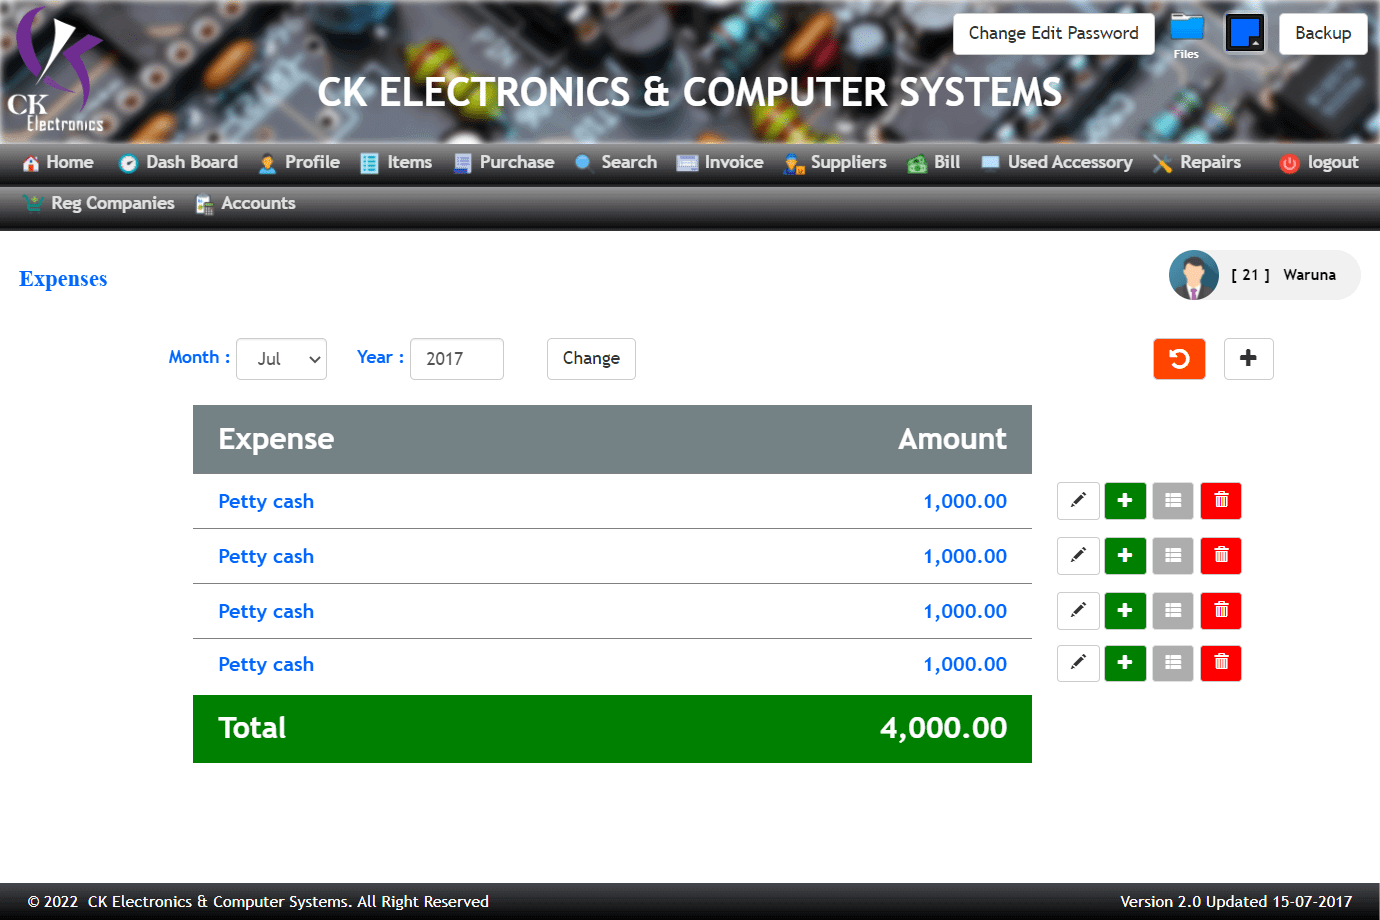 Change Edit Password
Files
Backup
CK
Electronics
CK ELECTRONICS & COMPUTER SYSTEMS
Home Dash Board Profile Items Purchase Search Invoice Suppliers Bill Used Accessory Repairs logout
Reg Companies Accounts
Expenses
[ 21 ] Waruna
Month : Jul Year : 2017 Change
Expense Amount
Petty cash 1,000.00
Petty cash 1,000.00
Petty cash 1,000.00
Petty cash 1,000.00
Total 4,000.00
© 2022 CK Electronics & Computer Systems. All Right Reserved Version 2.0 Updated 15-07-2017